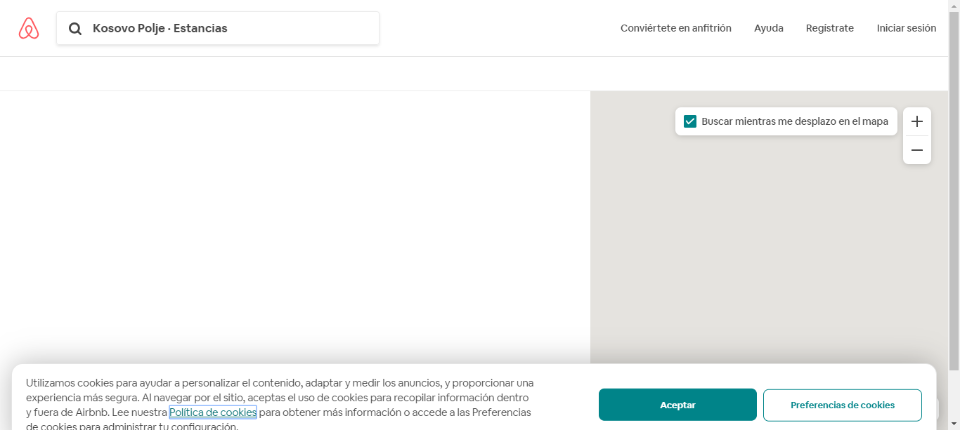 Kosovo Polje · Estancias
Conviértete en anfitrión
Ayuda
Regístrate
Iniciar sesión
Buscar mientras me desplazo en el mapa
Utilizamos cookies para ayudar a personalizar el contenido, adaptar y medir los anuncios, y proporcionar una
experiencia más segura. Al navegar por el sitio, aceptas el uso de cookies para recopilar información dentro
y fuera de Airbnb. Lee nuestra Política de cookies para obtener más información o accede a las Preferencias
de cookies para administrar tu configuración.
Aceptar
Preferencias de cookies